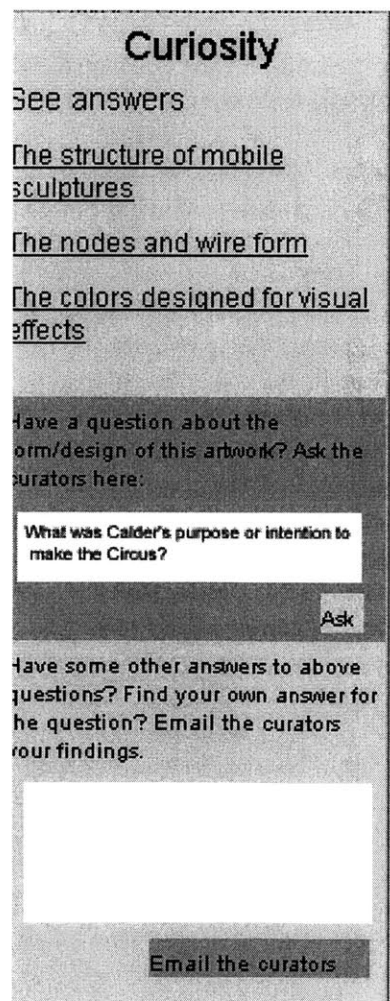 Curiosity
See answers
The structure of mobile
sculptures
The nodes and wire form
The colors designed for visual
effects
Have a question about the
form/design of this artwork? Ask the
curators here:
What was Calder's purpose or intention to
make the Circus?
Ask
Have some other answers to above
questions? Find your own answer for
the question? Email the curators
your findings.
Email the curators